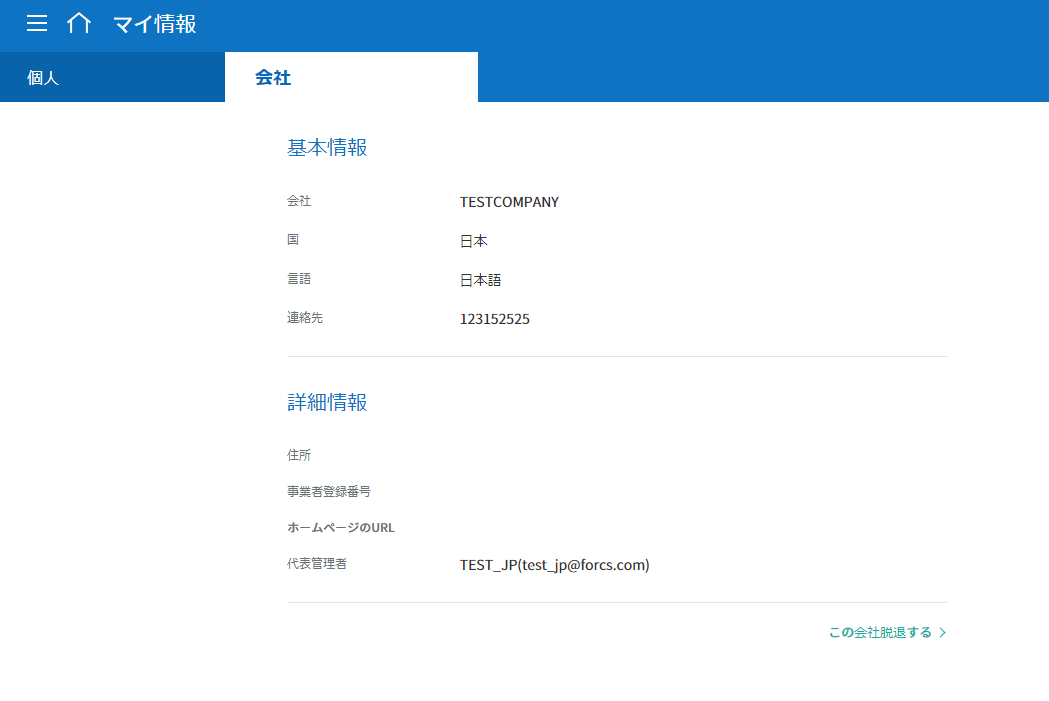 マイ情報
個人
会社
基本情報
会社 TESTCOMPANY
国 日本
言語 日本語
連絡先 123152525
詳細情報
住所
事業者登録番号
ホームページのURL
代表管理者 TEST_JP(test_jp@forcs.com)
この会社脱退する